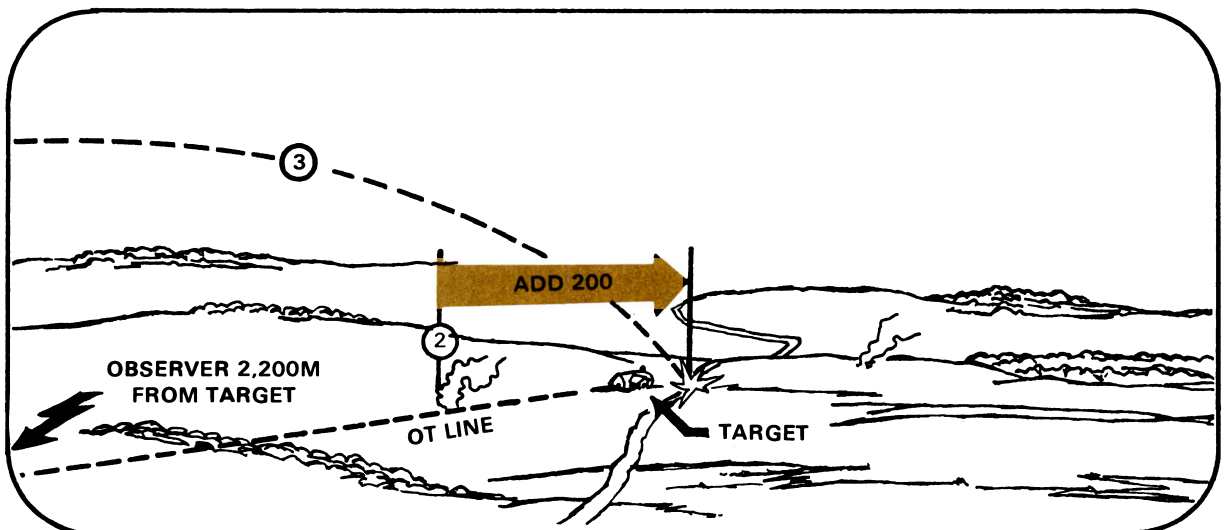 3
ADD 200
2
OBSERVER 2,200M
FROM TARGET
OT LINE
TARGET